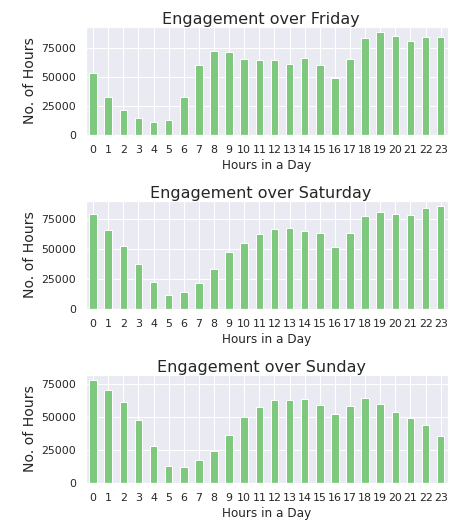 Engagement over Friday
No. of Hours
75000
50000
25000
0
0 1 2 3 4 5 6 7 8 9 10 11 12 13 14 15 16 17 18 19 20 21 22 23
Hours in a Day
Engagement over Saturday
No. of Hours
75000
50000
25000
0
0 1 2 3 4 5 6 7 8 9 10 11 12 13 14 15 16 17 18 19 20 21 22 23
Hours in a Day
Engagement over Sunday
No. of Hours
75000
50000
25000
0
0 1 2 3 4 5 6 7 8 9 10 11 12 13 14 15 16 17 18 19 20 21 22 23
Hours in a Day